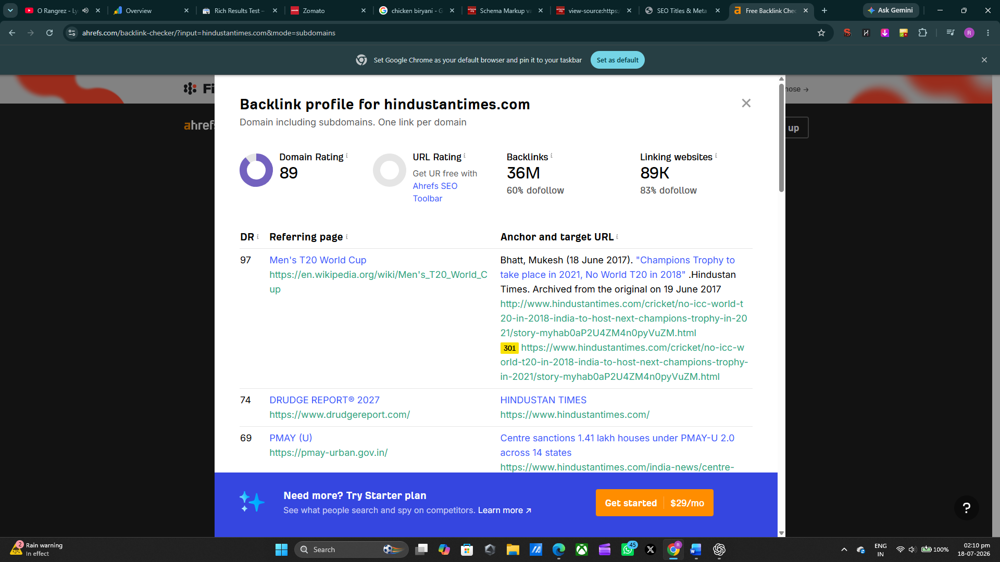 O Rangrez - Ly
Overview
Rich Results Test –
Zomato
chicken biryani - G
Schema Markup va
view-source:https:/
SEO Titles & Meta
Free Backlink Chec
Ask Gemini
ahrefs.com/backlink-checker/?input=hindustantimes.com&mode=subdomains
SEO
R
Set Google Chrome as your default browser and pin it to your taskbar
Set as default
Fi
hose →
ahrefs
up
Backlink profile for hindustantimes.com
Domain including subdomains. One link per domain
Domain Rating i
89
URL Rating i
Get UR free with
Ahrefs SEO
Toolbar
Backlinks i
36M
60% dofollow
Linking websites i
89K
83% dofollow
DR i Referring page i Anchor and target URL i
97
Men's T20 World Cup
https://en.wikipedia.org/wiki/Men's_T20_World_C
up
Bhatt, Mukesh (18 June 2017). "Champions Trophy to
take place in 2021, No World T20 in 2018" .Hindustan
Times. Archived from the original on 19 June 2017
http://www.hindustantimes.com/cricket/no-icc-world-t
20-in-2018-india-to-host-next-champions-trophy-in-20
21/story-myhab0aP2U4ZM4n0pyVuZM.html
301 https://www.hindustantimes.com/cricket/no-icc-w
orld-t20-in-2018-india-to-host-next-champions-trophy-
in-2021/story-myhab0aP2U4ZM4n0pyVuZM.html
74
DRUDGE REPORT® 2027
https://www.drudgereport.com/
HINDUSTAN TIMES
https://www.hindustantimes.com/
69
PMAY (U)
https://pmay-urban.gov.in/
Centre sanctions 1.41 lakh houses under PMAY-U 2.0
across 14 states
https://www.hindustantimes.com/india-news/centre-
Need more? Try Starter plan
See what people search and spy on competitors. Learn more ↗
Get started $29/mo
?
2
Rain warning
In effect
Search
45
R
ENG
IN
100%
02:10 pm
18-07-2026